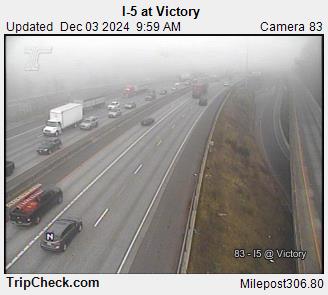 I-5 at Victory
Updated Dec 03 2024 9:59 AM Camera 83
N
83 - I5 @ Victory
TripCheck.com Milepost306.80